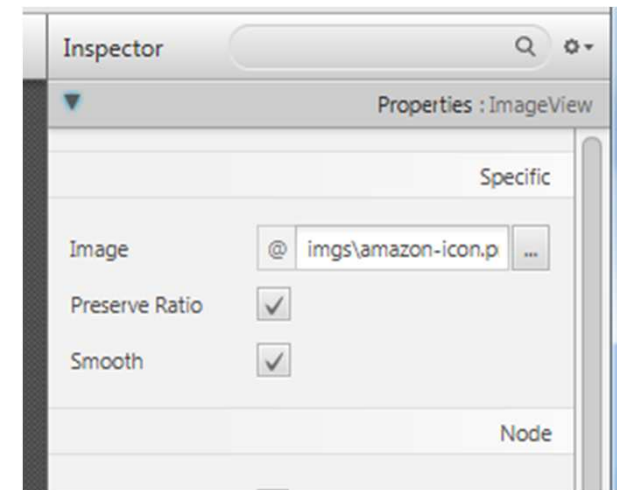 Inspector
Properties : ImageView
Specific
Image @ imgs\amazon-icon.p ...
Preserve Ratio
Smooth
Node